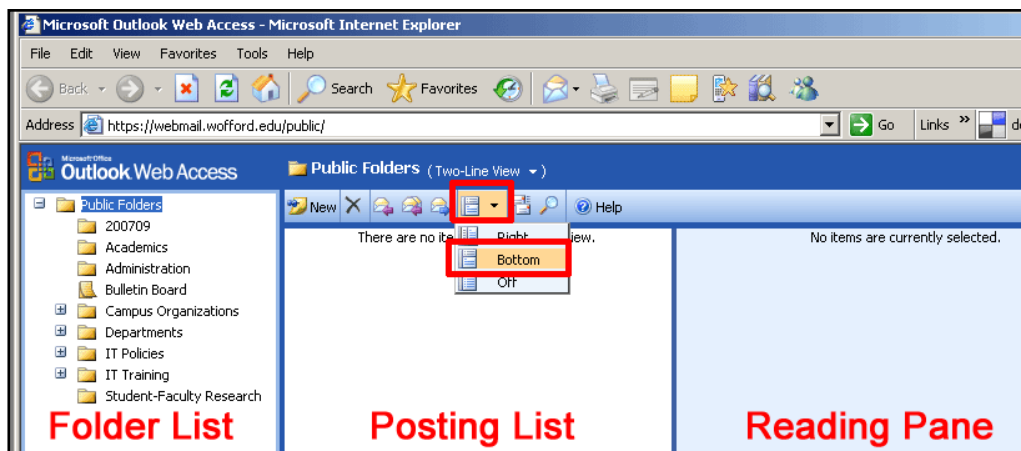 Microsoft Outlook Web Access - Microsoft Internet Explorer
File Edit View Favorites Tools Help
Back Search Favorites
Address https://webmail.wofford.edu/public/ Go Links »
Microsoft Office
Outlook Web Access Public Folders (Two-Line View)
Public Folders New Help
200709 There are no Right view. No items are currently selected.
Academics Bottom
Administration Off
Bulletin Board
Campus Organizations
Departments
IT Policies
IT Training
Student-Faculty Research
Folder List Posting List Reading Pane